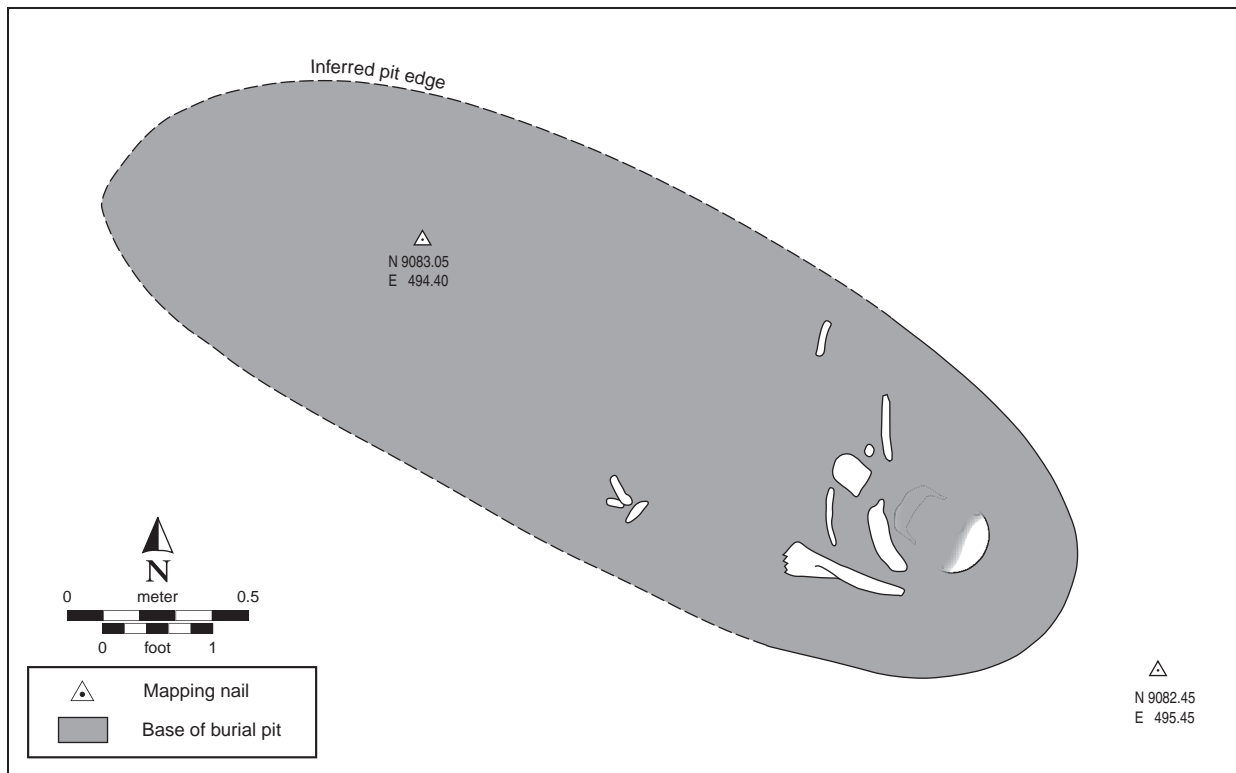 Inferred pit edge
N 9083.05
E 494.40
N
0 meter 0.5
0 foot 1
Mapping nail
Base of burial pit
N 9082.45
E 495.45